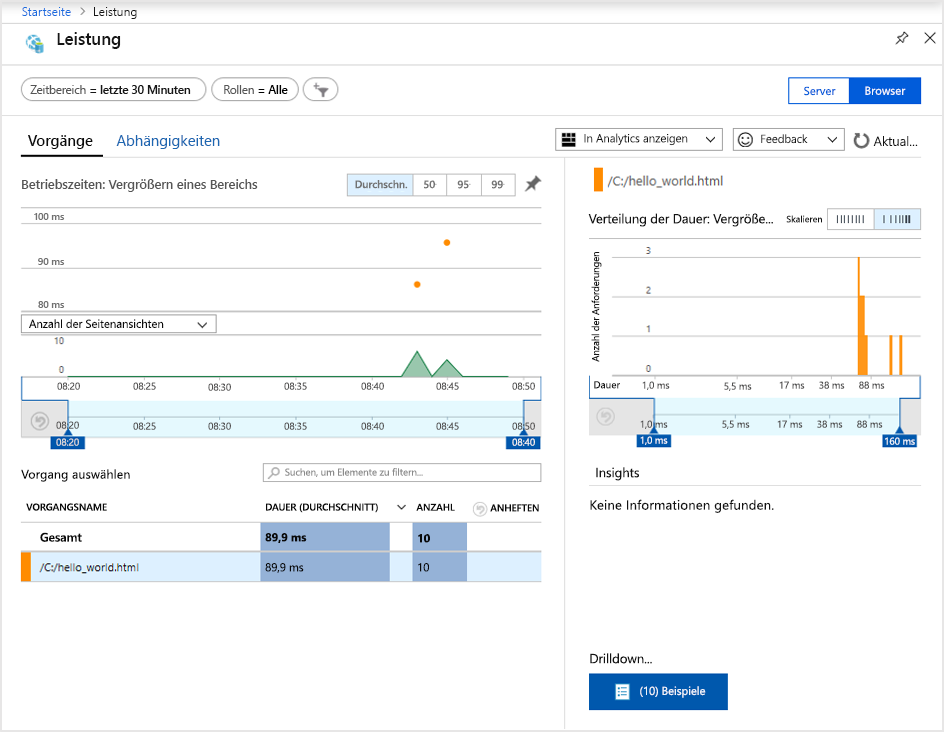 Startseite > Leistung
Leistung
Zeitbereich = letzte 30 Minuten
Rollen = Alle
Server
Browser
Vorgänge
Abhängigkeiten
In Analytics anzeigen
Feedback
Aktual...
Betriebszeiten: Vergrößern eines Bereichs
Durchschn.
50
95
99
100 ms
90 ms
80 ms
Anzahl der Seitenansichten
10
0
08:20 08:25 08:30 08:35 08:40 08:45 08:50
08:20 08:25 08:30 08:35 08:40 08:45 08:50
08:20 08:40
Vorgang auswählen
Suchen, um Elemente zu filtern...
VORGANGSNAME DAUER (DURCHSCHNITT) ANZAHL ANHEFTEN
Gesamt 89,9 ms 10
/C:/hello_world.html 89,9 ms 10
/C:/hello_world.html
Verteilung der Dauer: Vergröße...
Skalieren
Anzahl der Anforderungen
3
2
1
0
Dauer 1,0 ms 5,5 ms 17 ms 38 ms 88 ms
1,0 ms 5,5 ms 17 ms 38 ms 88 ms
1,0 ms 160 ms
Insights
Keine Informationen gefunden.
Drilldown...
(10) Beispiele